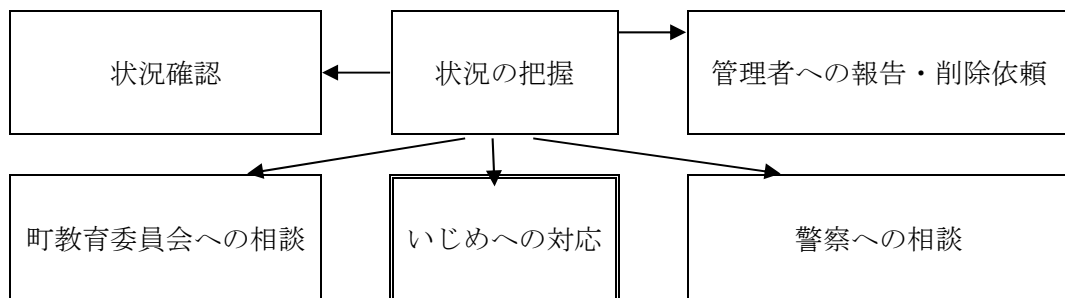 状況確認
状況の把握
管理者への報告・削除依頼
町教育委員会への相談
いじめへの対応
警察への相談